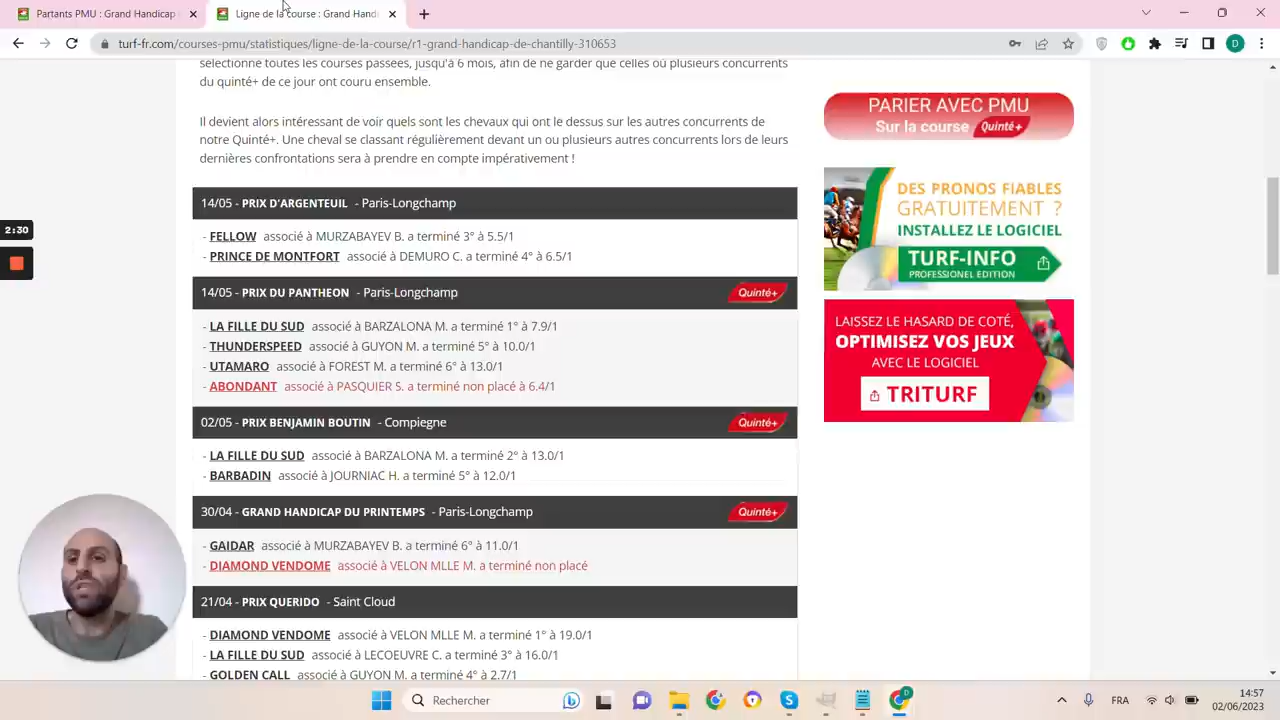 Partants PMU : Grand Handicap
Ligne de la course : Grand Hand
turf-fr.com/courses-pmu/statistiques/ligne-de-la-course/r1-grand-handicap-de-chantilly-310653
D
sélectionne toutes les courses passées, jusqu'à 6 mois, afin de ne garder que celles où plusieurs concurrents
du quinté+ de ce jour ont couru ensemble.
Il devient alors intéressant de voir quels sont les chevaux qui ont le dessus sur les autres concurrents de
notre Quinté+. Une cheval se classant régulièrement devant un ou plusieurs autres concurrents lors de leurs
dernières confrontations sera à prendre en compte impérativement !
14/05 - PRIX D'ARGENTEUIL - Paris-Longchamp
- FELLOW associé à MURZABAYEV B. a terminé 3° à 5.5/1
- PRINCE DE MONTFORT associé à DEMURO C. a terminé 4° à 6.5/1
14/05 - PRIX DU PANTHEON - Paris-Longchamp Quinté+
- LA FILLE DU SUD associé à BARZALONA M. a terminé 1° à 7.9/1
- THUNDERSPEED associé à GUYON M. a terminé 5° à 10.0/1
- UTAMARO associé à FOREST M. a terminé 6° à 13.0/1
- ABONDANT associé à PASQUIER S. a terminé non placé à 6.4/1
02/05 - PRIX BENJAMIN BOUTIN - Compiegne Quinté+
- LA FILLE DU SUD associé à BARZALONA M. a terminé 2° à 13.0/1
- BARBADIN associé à JOURNIAC H. a terminé 5° à 12.0/1
30/04 - GRAND HANDICAP DU PRINTEMPS - Paris-Longchamp Quinté+
- GAIDAR associé à MURZABAYEV B. a terminé 6° à 11.0/1
- DIAMOND VENDOME associé à VELON MLLE M. a terminé non placé
21/04 - PRIX QUERIDO - Saint Cloud
- DIAMOND VENDOME associé à VELON MLLE M. a terminé 1° à 19.0/1
- LA FILLE DU SUD associé à LECOEUVRE C. a terminé 3° à 16.0/1
- GOLDEN CALL associé à GUYON M. a terminé 4° à 2.7/1
PARIER AVEC PMU
Sur la course Quinté+
DES PRONOS FIABLES
GRATUITEMENT ?
INSTALLEZ LE LOGICIEL
TURF-INFO
PROFESSIONEL EDITION
LAISSEZ LE HASARD DE COTÉ,
OPTIMISEZ VOS JEUX
AVEC LE LOGICIEL
TRITURF
2:30
Rechercher
D
FRA
14:57
02/06/2023